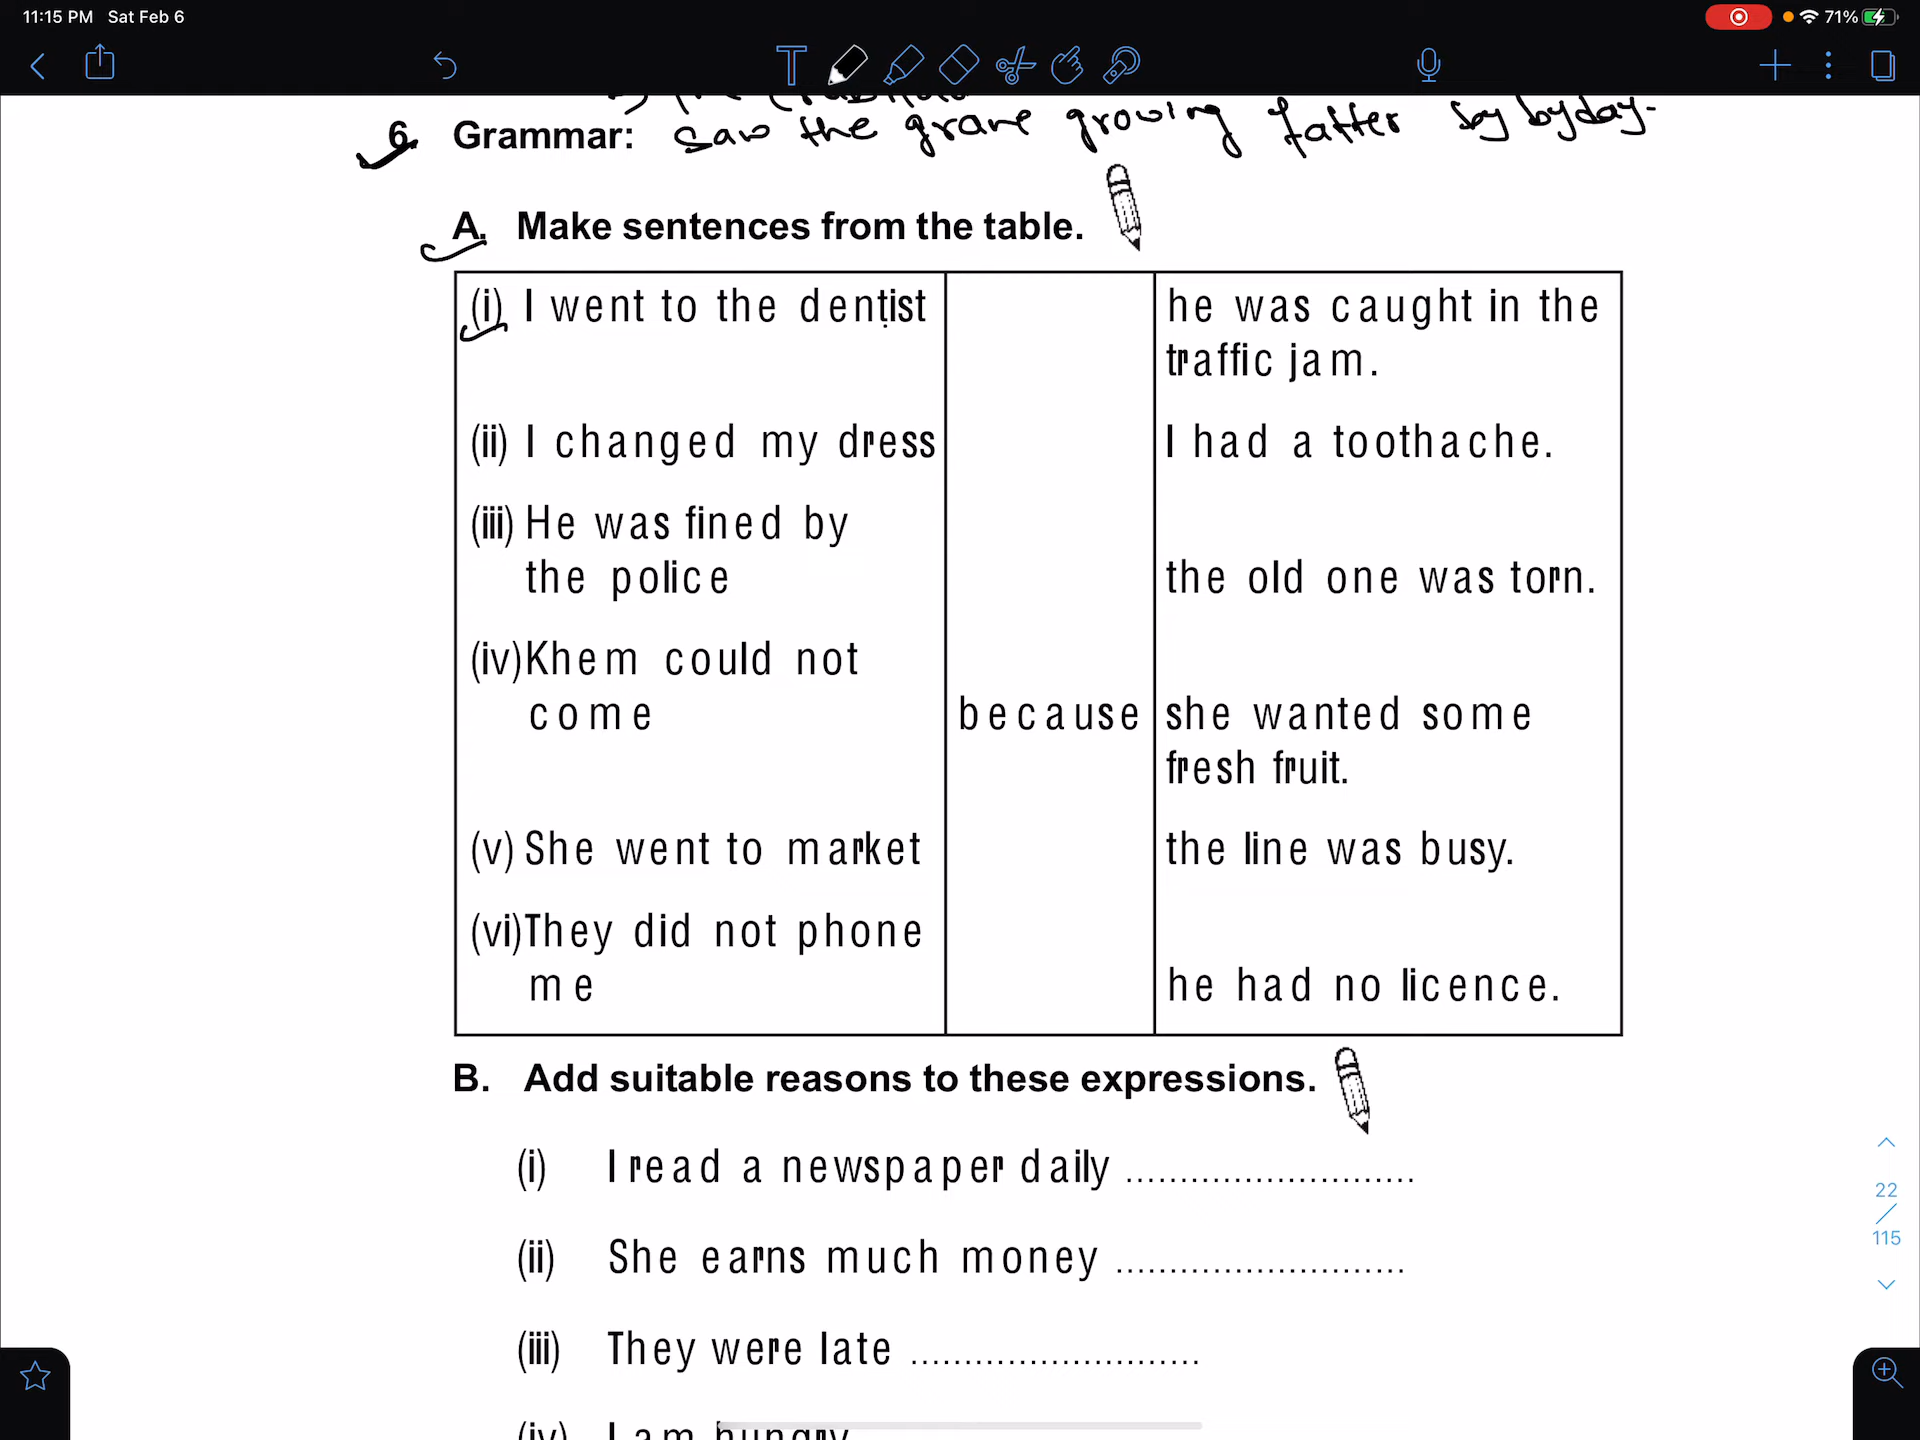 11:15 PM Sat Feb 6
71%
6. Grammar: saw the grave growing fatter day by day.
A. Make sentences from the table.
(i) I went to the dentist
he was caught in the
traffic jam.
(ii) I changed my dress
I had a toothache.
(iii) He was fined by
the police
the old one was torn.
(iv) Khem could not
come
because
she wanted some
fresh fruit.
(v) She went to market
the line was busy.
(vi) They did not phone
me
he had no licence.
B. Add suitable reasons to these expressions.
(i) I read a newspaper daily ...........................
(ii) She earns much money ...........................
(iii) They were late ...........................
(iv) I am hungry
22
115